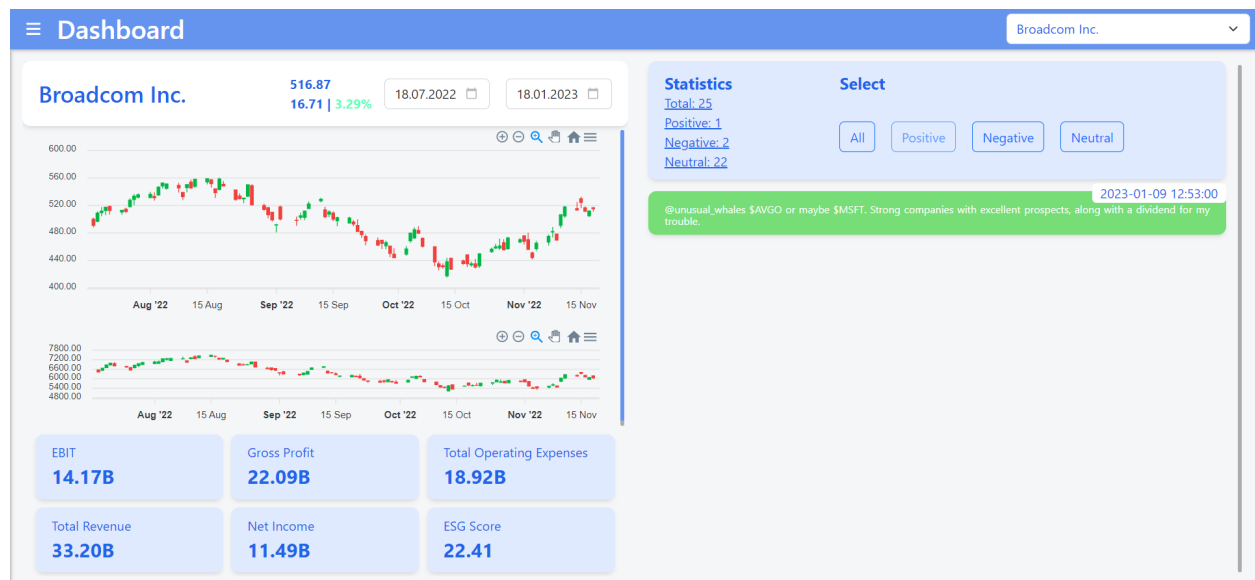 Dashboard
Broadcom Inc.
Broadcom Inc.
516.87
16.71 | 3.29%
18.07.2022
18.01.2023
600.00
560.00
520.00
480.00
440.00
400.00
Aug '22 15 Aug Sep '22 15 Sep Oct '22 15 Oct Nov '22 15 Nov
7800.00
7200.00
6600.00
6000.00
5400.00
4800.00
Aug '22 15 Aug Sep '22 15 Sep Oct '22 15 Oct Nov '22 15 Nov
EBIT
14.17B
Gross Profit
22.09B
Total Operating Expenses
18.92B
Total Revenue
33.20B
Net Income
11.49B
ESG Score
22.41
Statistics
Total: 25
Positive: 1
Negative: 2
Neutral: 22
Select
All Positive Negative Neutral
2023-01-09 12:53:00
@unusual_whales $AVGO or maybe $MSFT. Strong companies with excellent prospects, along with a dividend for my
trouble.